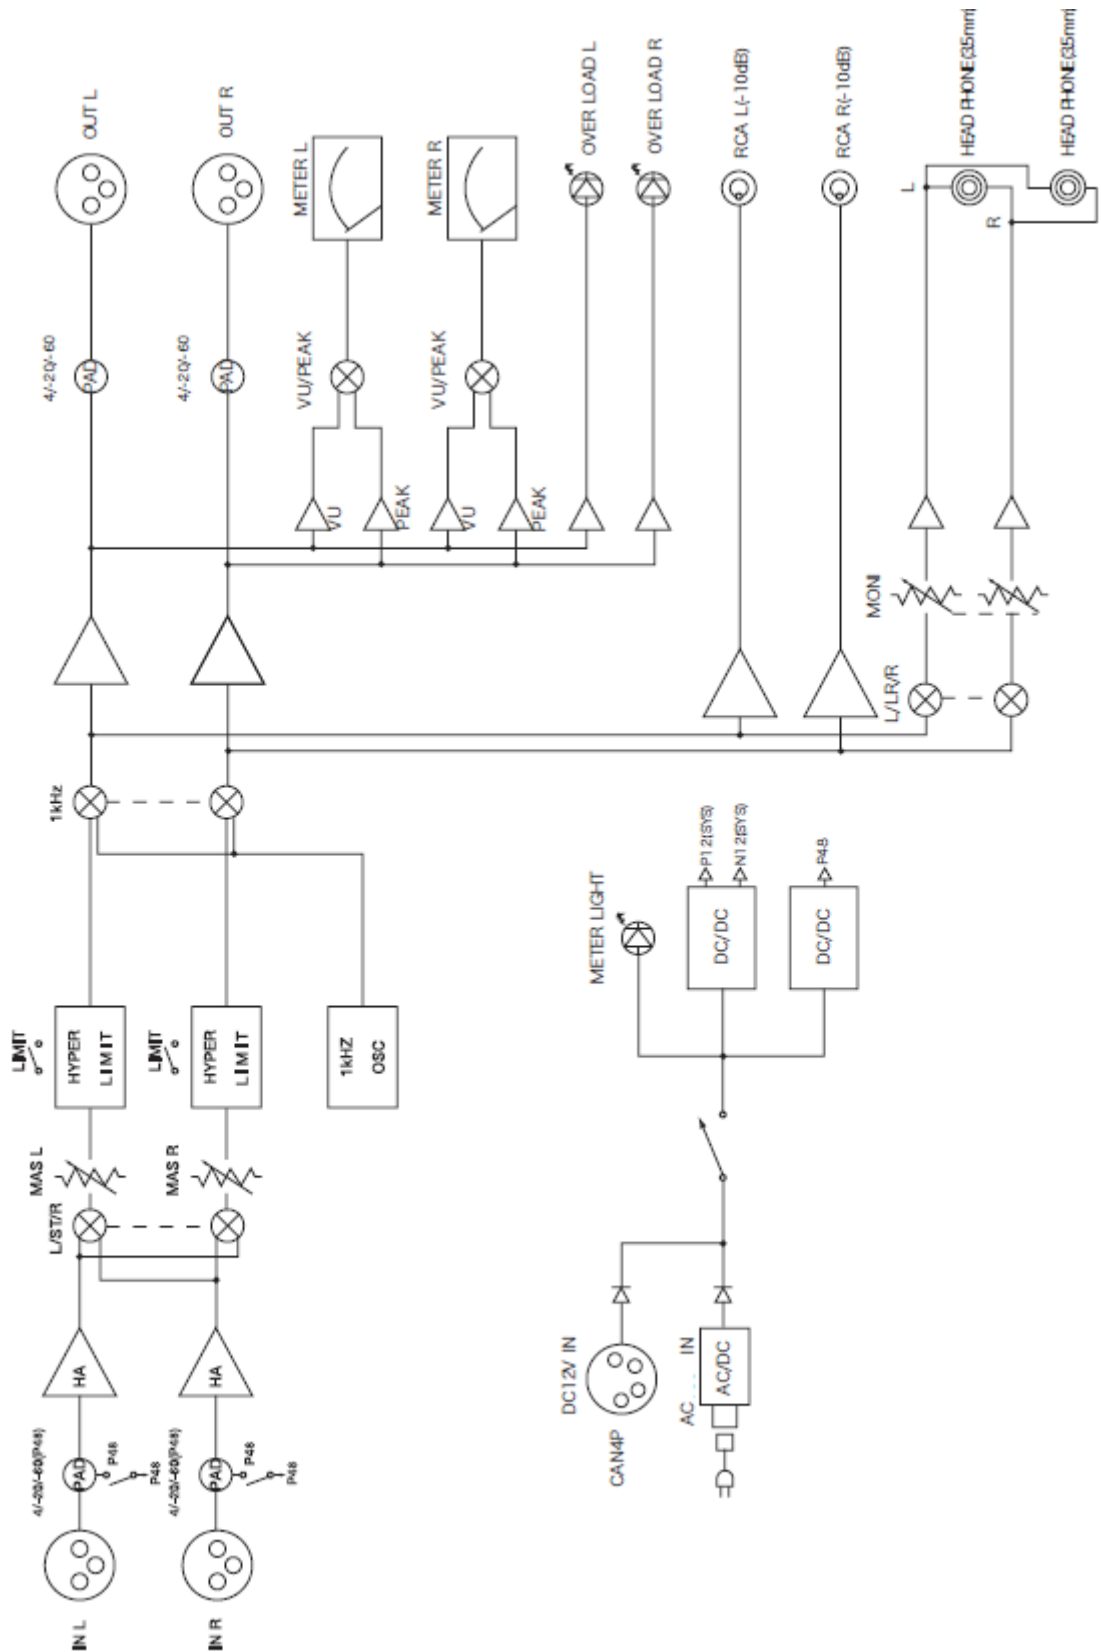 IN L
4/-20/-60(P48)
PAD
P48
P48
HA
L/ST/R
MAS L
LIMIT
HYPER
LIMIT
1kHz
4/-20/-60
PAD
OUT L
IN R
4/-20/-60(P48)
PAD
P48
P48
HA
MAS R
LIMIT
HYPER
LIMIT
4/-20/-60
PAD
OUT R
1kHZ
OSC
VU
PEAK
VU/PEAK
METER L
VU
PEAK
VU/PEAK
METER R
OVER LOAD L
OVER LOAD R
RCA L(-10dB)
RCA R(-10dB)
L/LR/R
MONI
L
R
HEAD PHONE(3.5mm)
HEAD PHONE(3.5mm)
DC12V IN
CAN4P
AC
IN
AC/DC
METER LIGHT
DC/DC
P12(SYS)
N12(SYS)
DC/DC
P48